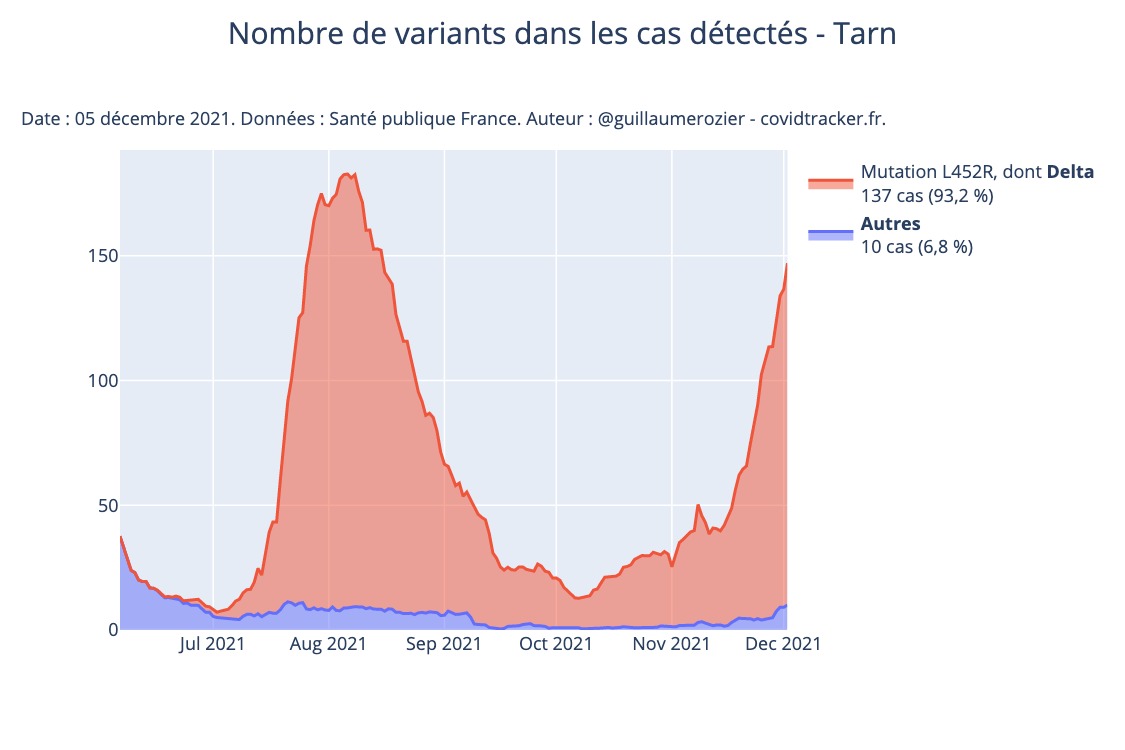 Nombre de variants dans les cas détectés - Tarn
Date : 05 décembre 2021. Données : Santé publique France. Auteur : @guillaumerozier - covidtracker.fr.
Mutation L452R, dont Delta
137 cas (93,2 %)
Autres
10 cas (6,8 %)
150
100
50
0
Jul 2021
Aug 2021
Sep 2021
Oct 2021
Nov 2021
Dec 2021